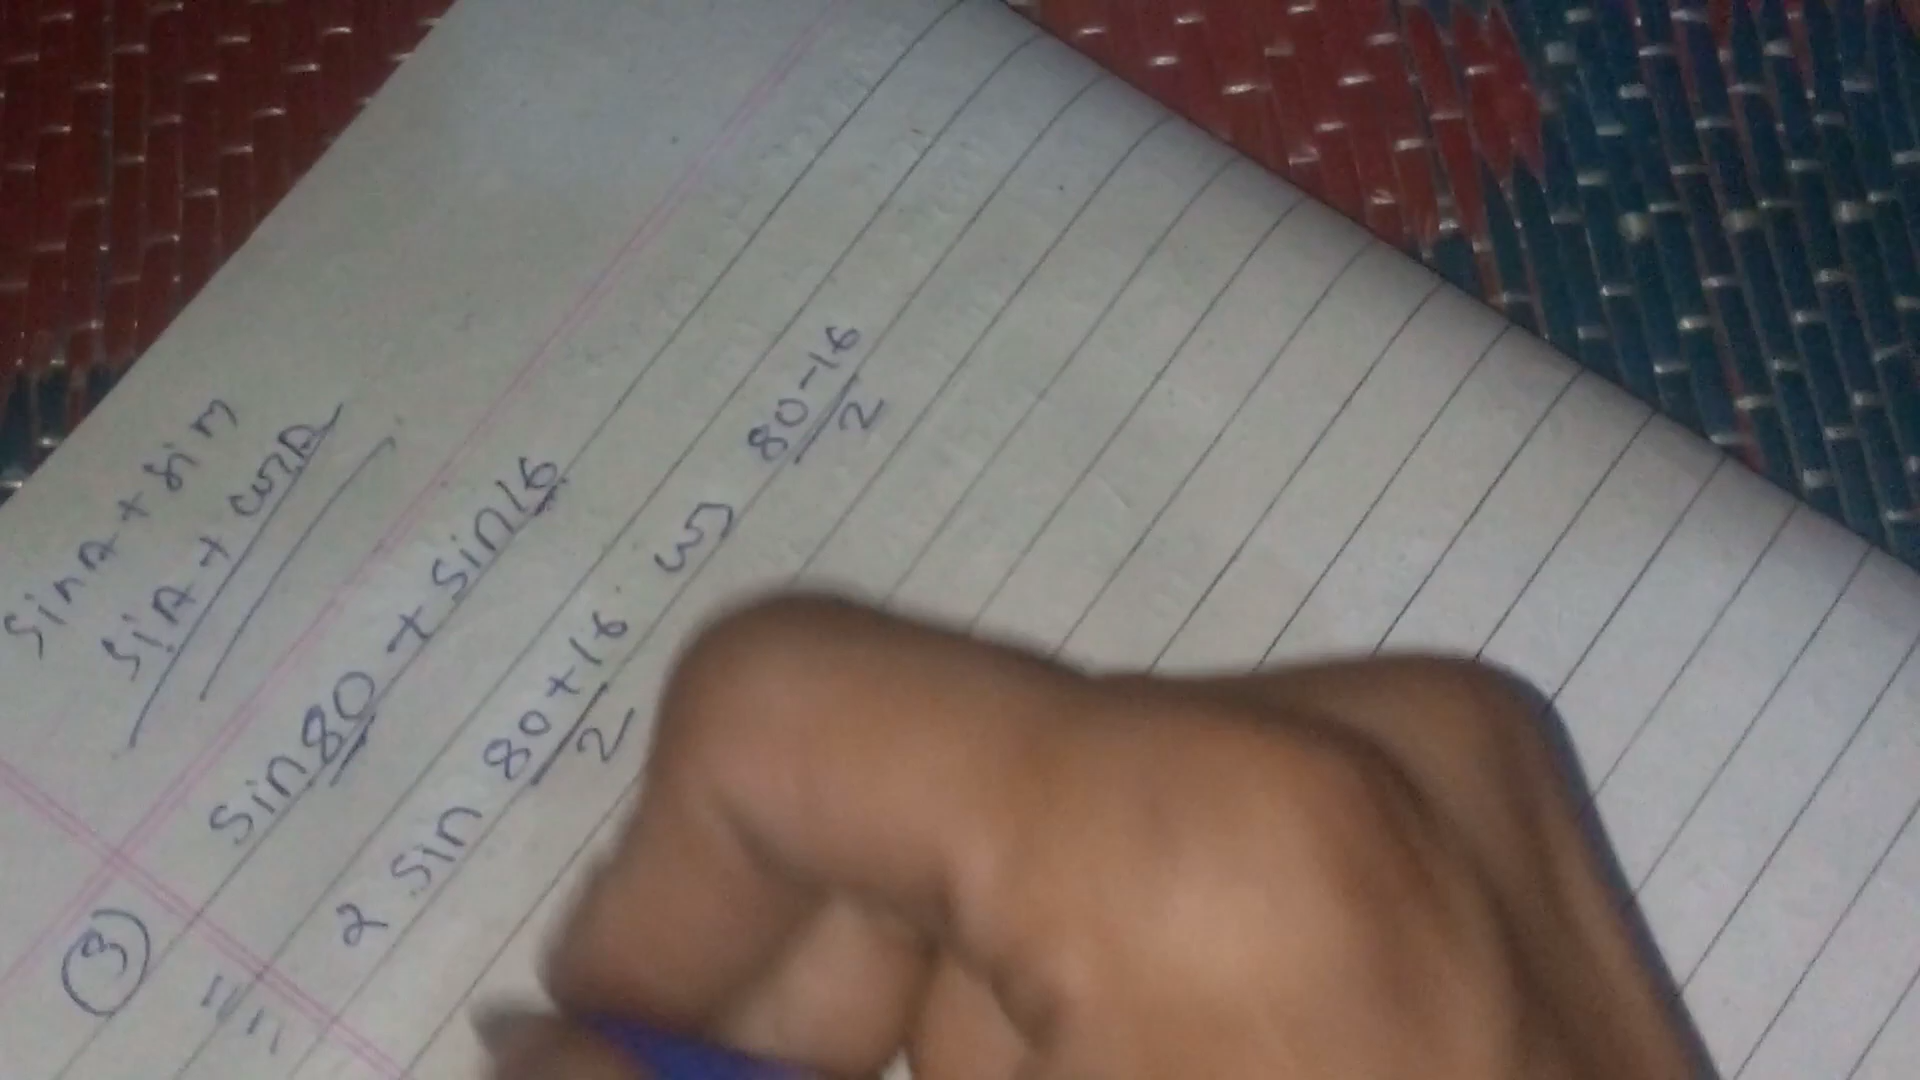 sinA + sin
siA + cosA
③ sin80 + sin16
= 2 sin 80+16/2 cos 80-16/2